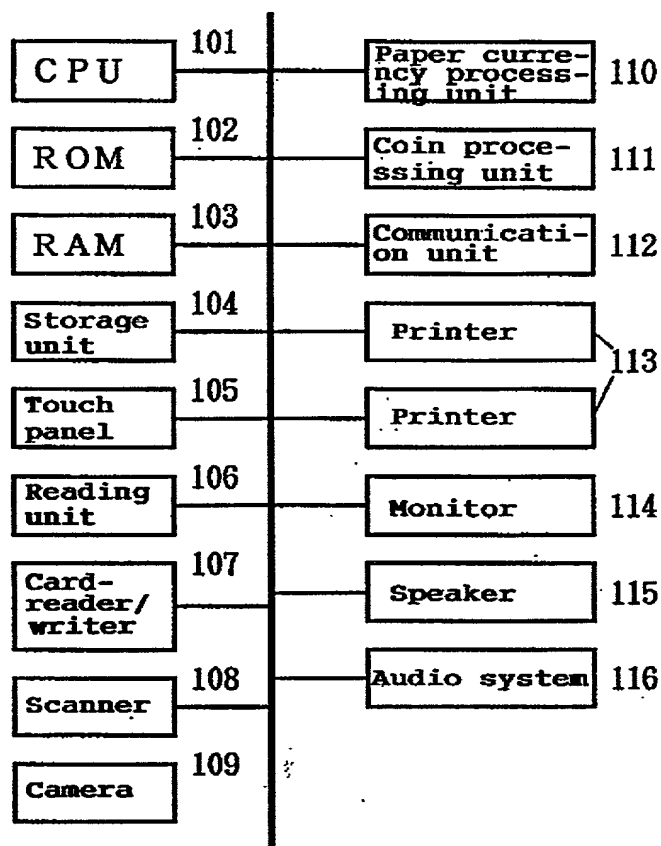 101
CPU
102
ROM
103
RAM
104
Storage
unit
105
Touch
panel
106
Reading
unit
107
Card-
reader/
writer
108
Scanner
109
Camera
Paper curre-
ncy process-
ing unit
110
Coin proce-
ssing unit
111
Communicati-
on unit
112
Printer
113
Printer
Monitor
114
Speaker
115
Audio system
116